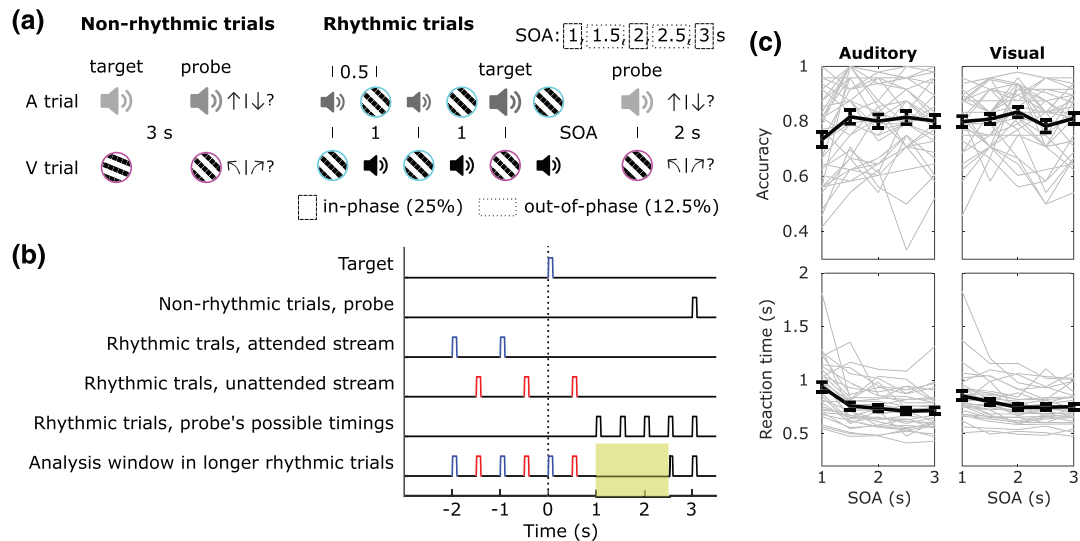 (a)
Non-rhythmic trials
Rhythmic trials
SOA: 1, 1.5, 2, 2.5, 3 s
target probe
0.5 target probe
A trial ↑|↓? ↑|↓?
3 s 1 1 SOA 2 s
V trial ↖|↗? ↖|↗?
in-phase (25%) out-of-phase (12.5%)
(b)
Target
Non-rhythmic trials, probe
Rhythmic trals, attended stream
Rhythmic trals, unattended stream
Rhythmic trials, probe's possible timings
Analysis window in longer rhythmic trials
-2 -1 0 1 2 3
Time (s)
(c)
Auditory Visual
1
0.8
0.6
0.4
Accuracy
2
1.5
1
0.5
Reaction time (s)
1 2 3 1 2 3
SOA (s) SOA (s)